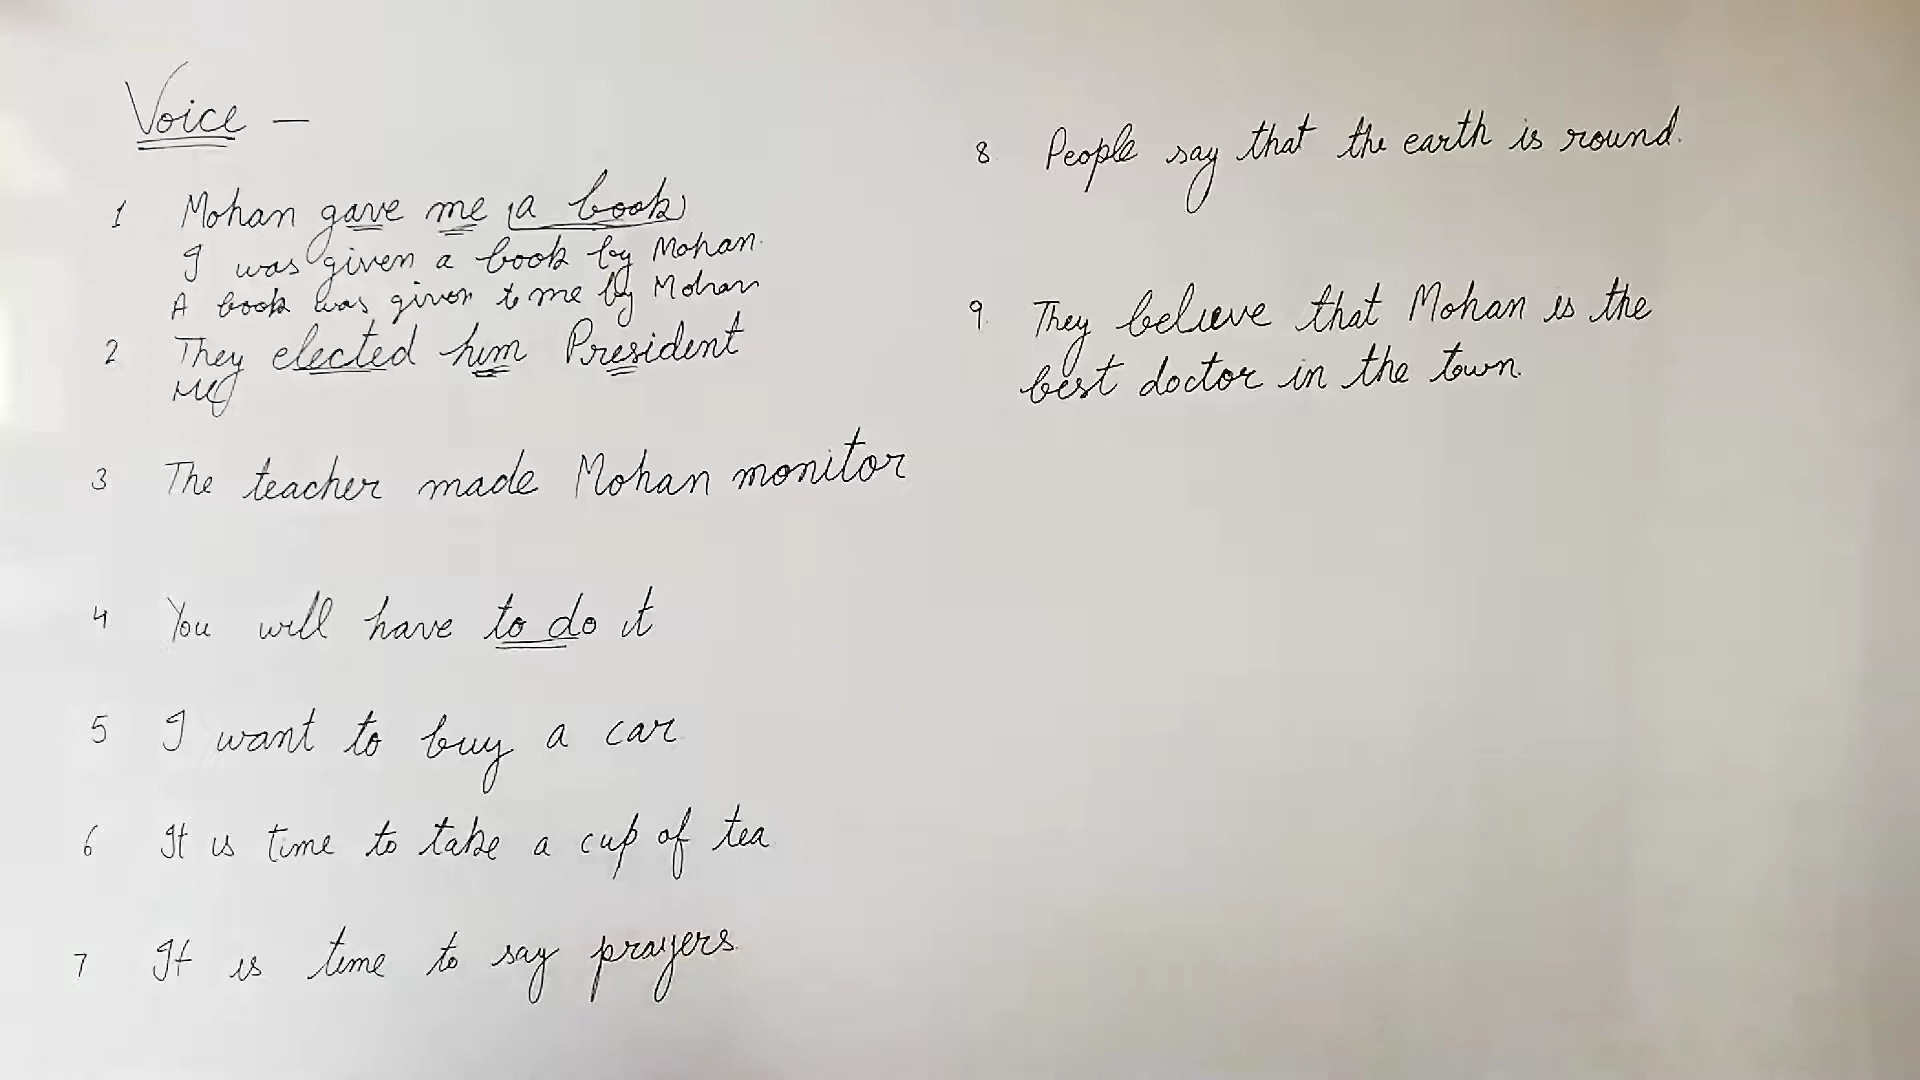 Voice —
1 Mohan gave me (a book)
I was given a book by Mohan.
A book was given to me by Mohan
2 They elected him President
3 The teacher made Mohan monitor
4 You will have to do it
5 I want to buy a car
6 It is time to take a cup of tea
7 It is time to say prayers.
8 People say that the earth is round.
9. They believe that Mohan is the
best doctor in the town.